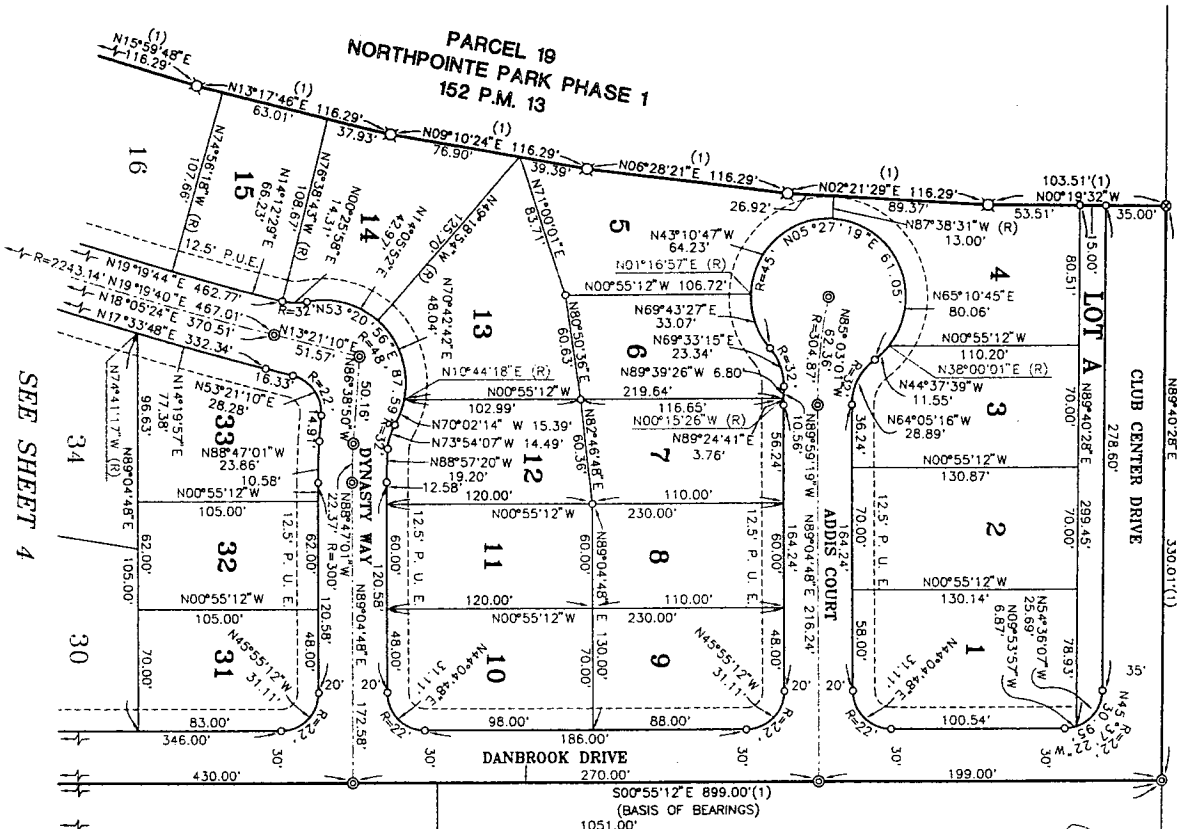 PARCEL 19
NORTHPOINTE PARK PHASE 1
152 P.M. 13
(1)
N15°59'48"E
116.29'
(1)
N13°17'46"E 116.29'
63.01'
37.93'
(1)
N09°10'24"E 116.29'
76.90'
39.39'
(1)
N06°28'21"E 116.29'
26.92'
(1)
N02°21'29"E 116.29'
89.37'
103.51'(1)
N00°19'32"W
53.51'
35.00'
15.00'
N87°38'31"W (R)
13.00'
16
N74°56'18"W (R)
107.66'
15
N76°38'43"W (R)
108.67'
N14°12'29"E
66.23'
14
N00°25'58"E
14.31'
N14°05'52"E
42.97'
N49°18'54"W (R)
125.70'
12.5' P.U.E.
N71°00'01"E
83.71'
5
N43°10'47"W
64.23'
N01°16'57"E (R)
N00°55'12"W 106.72'
R=45'
N05°27'19"E 61.05'
4
N65°10'45"E
80.06'
80.51'
LOT A
N89°40'28"E
278.60'
CLUB CENTER DRIVE
N89°40'28"E
330.01'(1)
N00°55'12"W
110.20'
N38°00'01"E (R)
N44°37'39"W
11.55'
N64°05'16"W
28.89'
3
70.00'
N69°43'27"E
33.07'
N69°33'15"E
23.34'
N89°39'26"W 6.80'
R=32'
N85°03'01"W
62.36'
R=304.87'
R=32'
36.24'
N19°19'44"E 462.77'
N19°19'40"E 467.01'
R=2243.14'
N18°05'24"E 370.51'
N17°33'48"E 332.34'
R=32'
N53°20'56"E 87.59'
R=48'
N70°42'42"E
48.04'
13
N80°50'36"E
60.63'
6
N13°21'10"E
51.57'
N10°44'18"E (R)
N00°55'12"W
102.99'
219.64'
116.65'
N00°15'26"W (R)
N89°24'41"E
3.76'
10.56'
N89°59'19"W
16.33'
R=22'
N53°21'10"E
28.28'
N86°38'50"W
50.16'
R=32'
N70°02'14"W 15.39'
N73°54'07"W 14.49'
N88°57'20"W
19.20'
12.58'
12
N82°46'48"E
60.36'
7
56.24'
N00°55'12"W
130.87'
SEE SHEET 4
34
N74°41'17"W (R)
96.63'
N14°19'57"E
77.38'
33
4.91'
N88°47'01"W
23.86'
10.58'
DYNASTY WAY
N88°47'01"W
22.37' R=300'
N00°55'12"W
105.00'
120.00'
N00°55'12"W
110.00'
230.00'
ADDIS COURT
164.24'
164.24'
12.5' P.U.E.
70.00'
2
299.45'
70.00'
N89°04'48"E
105.00'
62.00'
32
62.00'
12.5' P. U. E.
120.58'
N89°04'48"E
120.58'
60.00'
12.5' P. U. E.
11
N89°04'48"E 130.00'
60.00'
8
12.5' P. U. E.
60.00'
N89°04'48"E 216.24'
N00°55'12"W
130.14'
N00°55'12"W
105.00'
120.00'
N00°55'12"W
110.00'
230.00'
30
70.00'
31
N45°55'12"W
31.11'
48.00'
20'
20'
48.00'
N44°04'48"E
31.11'
10
9
N45°55'12"W
31.11'
48.00'
20'
20'
58.00'
N44°04'48"E
31.11'
1
78.93'
N09°53'57"W
6.87'
N54°36'07"W
25.69'
35'
N45°37'22"W
30.95'
R=22'
83.00'
346.00'
R=22'
30'
172.58'
R=22'
30'
98.00'
88.00'
186.00'
R=22'
30'
R=22'
30'
100.54'
30'
DANBROOK DRIVE
430.00'
270.00'
199.00'
S00°55'12"E 899.00'(1)
(BASIS OF BEARINGS)
1051.00'